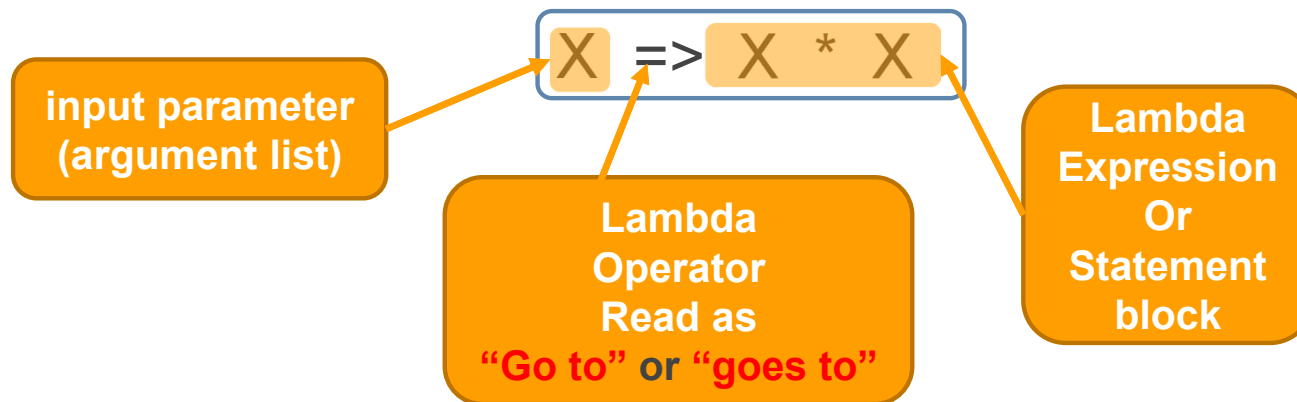 X => X * X
input parameter
(argument list)
Lambda
Operator
Read as
“Go to” or “goes to”
Lambda
Expression
Or
Statement
block